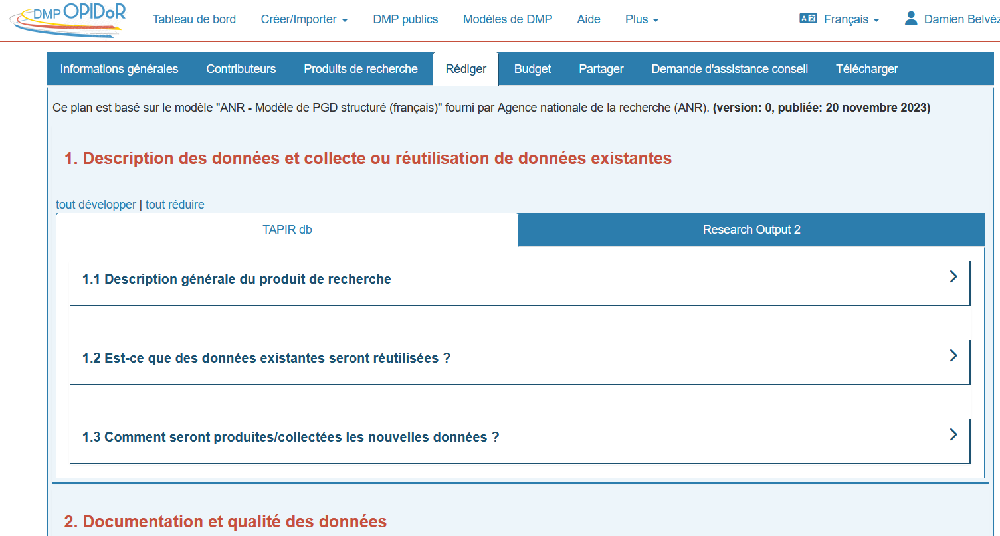 DMP OPIDoR
Tableau de bord Créer/Importer DMP publics Modèles de DMP Aide Plus Français Damien Belvèz
Informations générales Contributeurs Produits de recherche Rédiger Budget Partager Demande d'assistance conseil Télécharger
Ce plan est basé sur le modèle "ANR - Modèle de PGD structuré (français)" fourni par Agence nationale de la recherche (ANR). (version: 0, publiée: 20 novembre 2023)
1. Description des données et collecte ou réutilisation de données existantes
tout développer | tout réduire
TAPIR db Research Output 2
1.1 Description générale du produit de recherche
1.2 Est-ce que des données existantes seront réutilisées ?
1.3 Comment seront produites/collectées les nouvelles données ?
2. Documentation et qualité des données